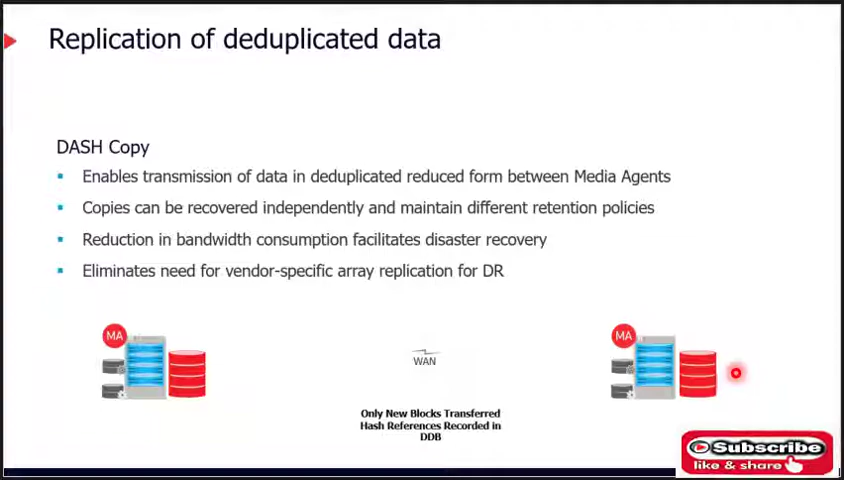 Replication of deduplicated data
DASH Copy
Enables transmission of data in deduplicated reduced form between Media Agents
Copies can be recovered independently and maintain different retention policies
Reduction in bandwidth consumption facilitates disaster recovery
Eliminates need for vendor-specific array replication for DR
MA
MA
WAN
Only New Blocks Transferred
Hash References Recorded in
DDB
Subscribe
like & share